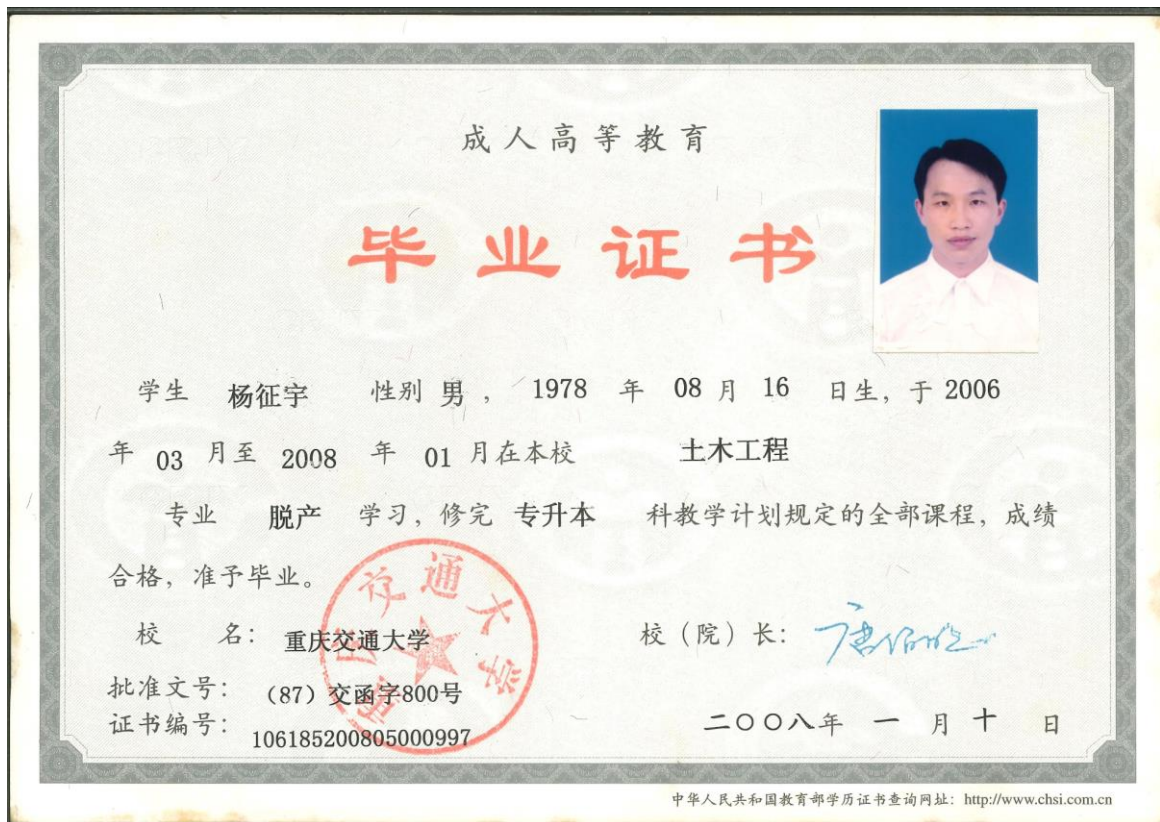 成人高等教育
毕业证书
学生 杨征宇 性别 男 , 1978 年 08 月 16 日生, 于 2006
年 03 月至 2008 年 01 月在本校 土木工程
专业 脱产 学习, 修完 专升本 科教学计划规定的全部课程, 成绩
合格, 准予毕业。
校 名: 重庆交通大学 校（院）长:
批准文号: （87）交函字800号
证书编号: 106185200805000997
二〇〇八年 一 月 十 日
重庆交通大学
中华人民共和国教育部学历证书查询网址: http://www.chsi.com.cn